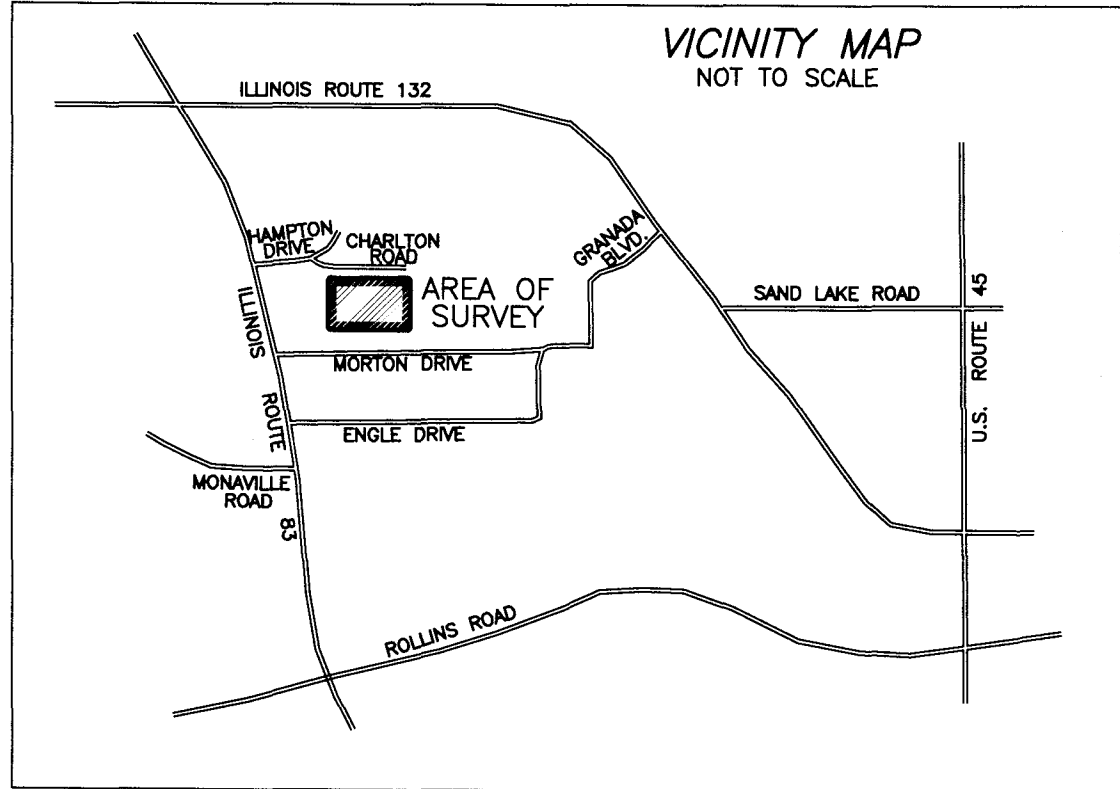 VICINITY MAP
NOT TO SCALE
ILLINOIS ROUTE 132
HAMPTON
DRIVE
CHARLTON
ROAD
GRANADA
BLVD.
AREA OF
SURVEY
SAND LAKE ROAD
U.S. ROUTE 45
ILLINOIS ROUTE 83
MORTON DRIVE
ENGLE DRIVE
MONAVILLE
ROAD
ROLLINS ROAD